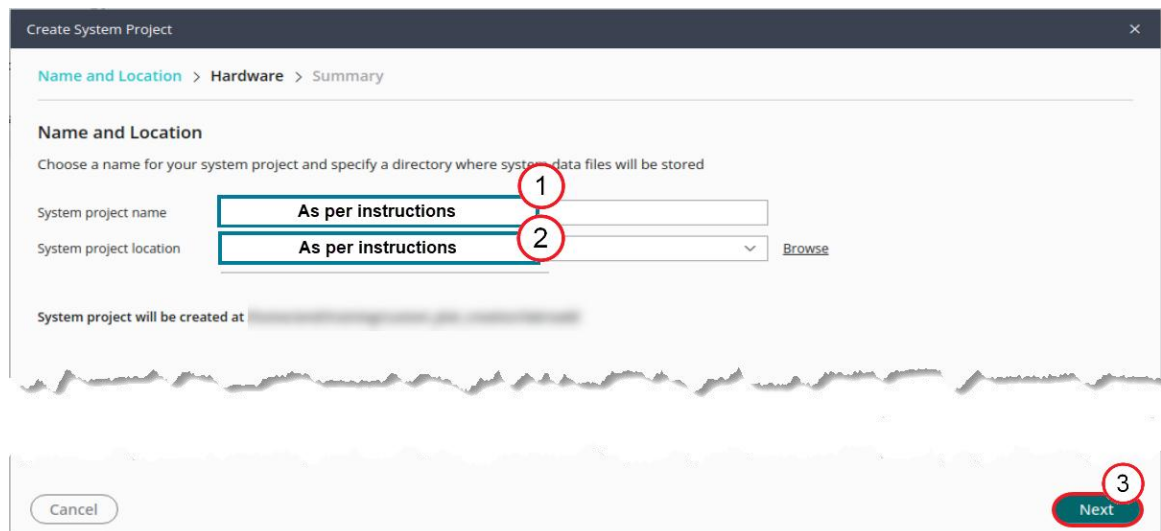 Create System Project ×
Name and Location > Hardware > Summary
Name and Location
Choose a name for your system project and specify a directory where system data files will be stored
1
System project name As per instructions
2
System project location As per instructions Browse
System project will be created at
3
Cancel Next